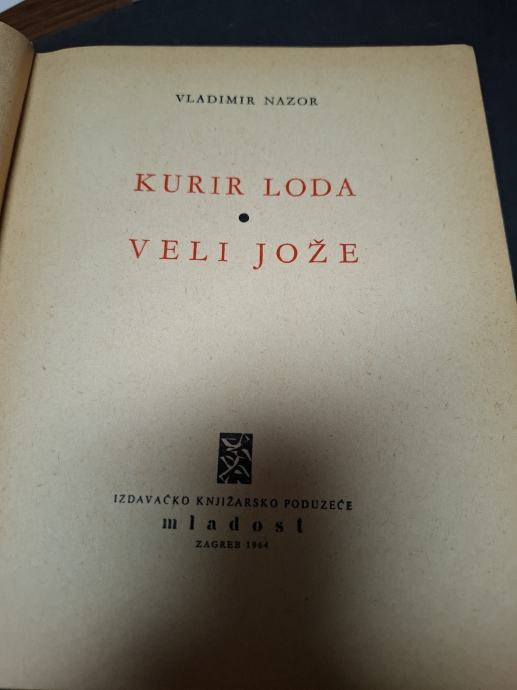 VLADIMIR NAZOR
KURIR LODA
•
VELI JOŽE
IZDAVAČKO KNJIŽARSKO PODUZEĆE
mladost
ZAGREB 1964